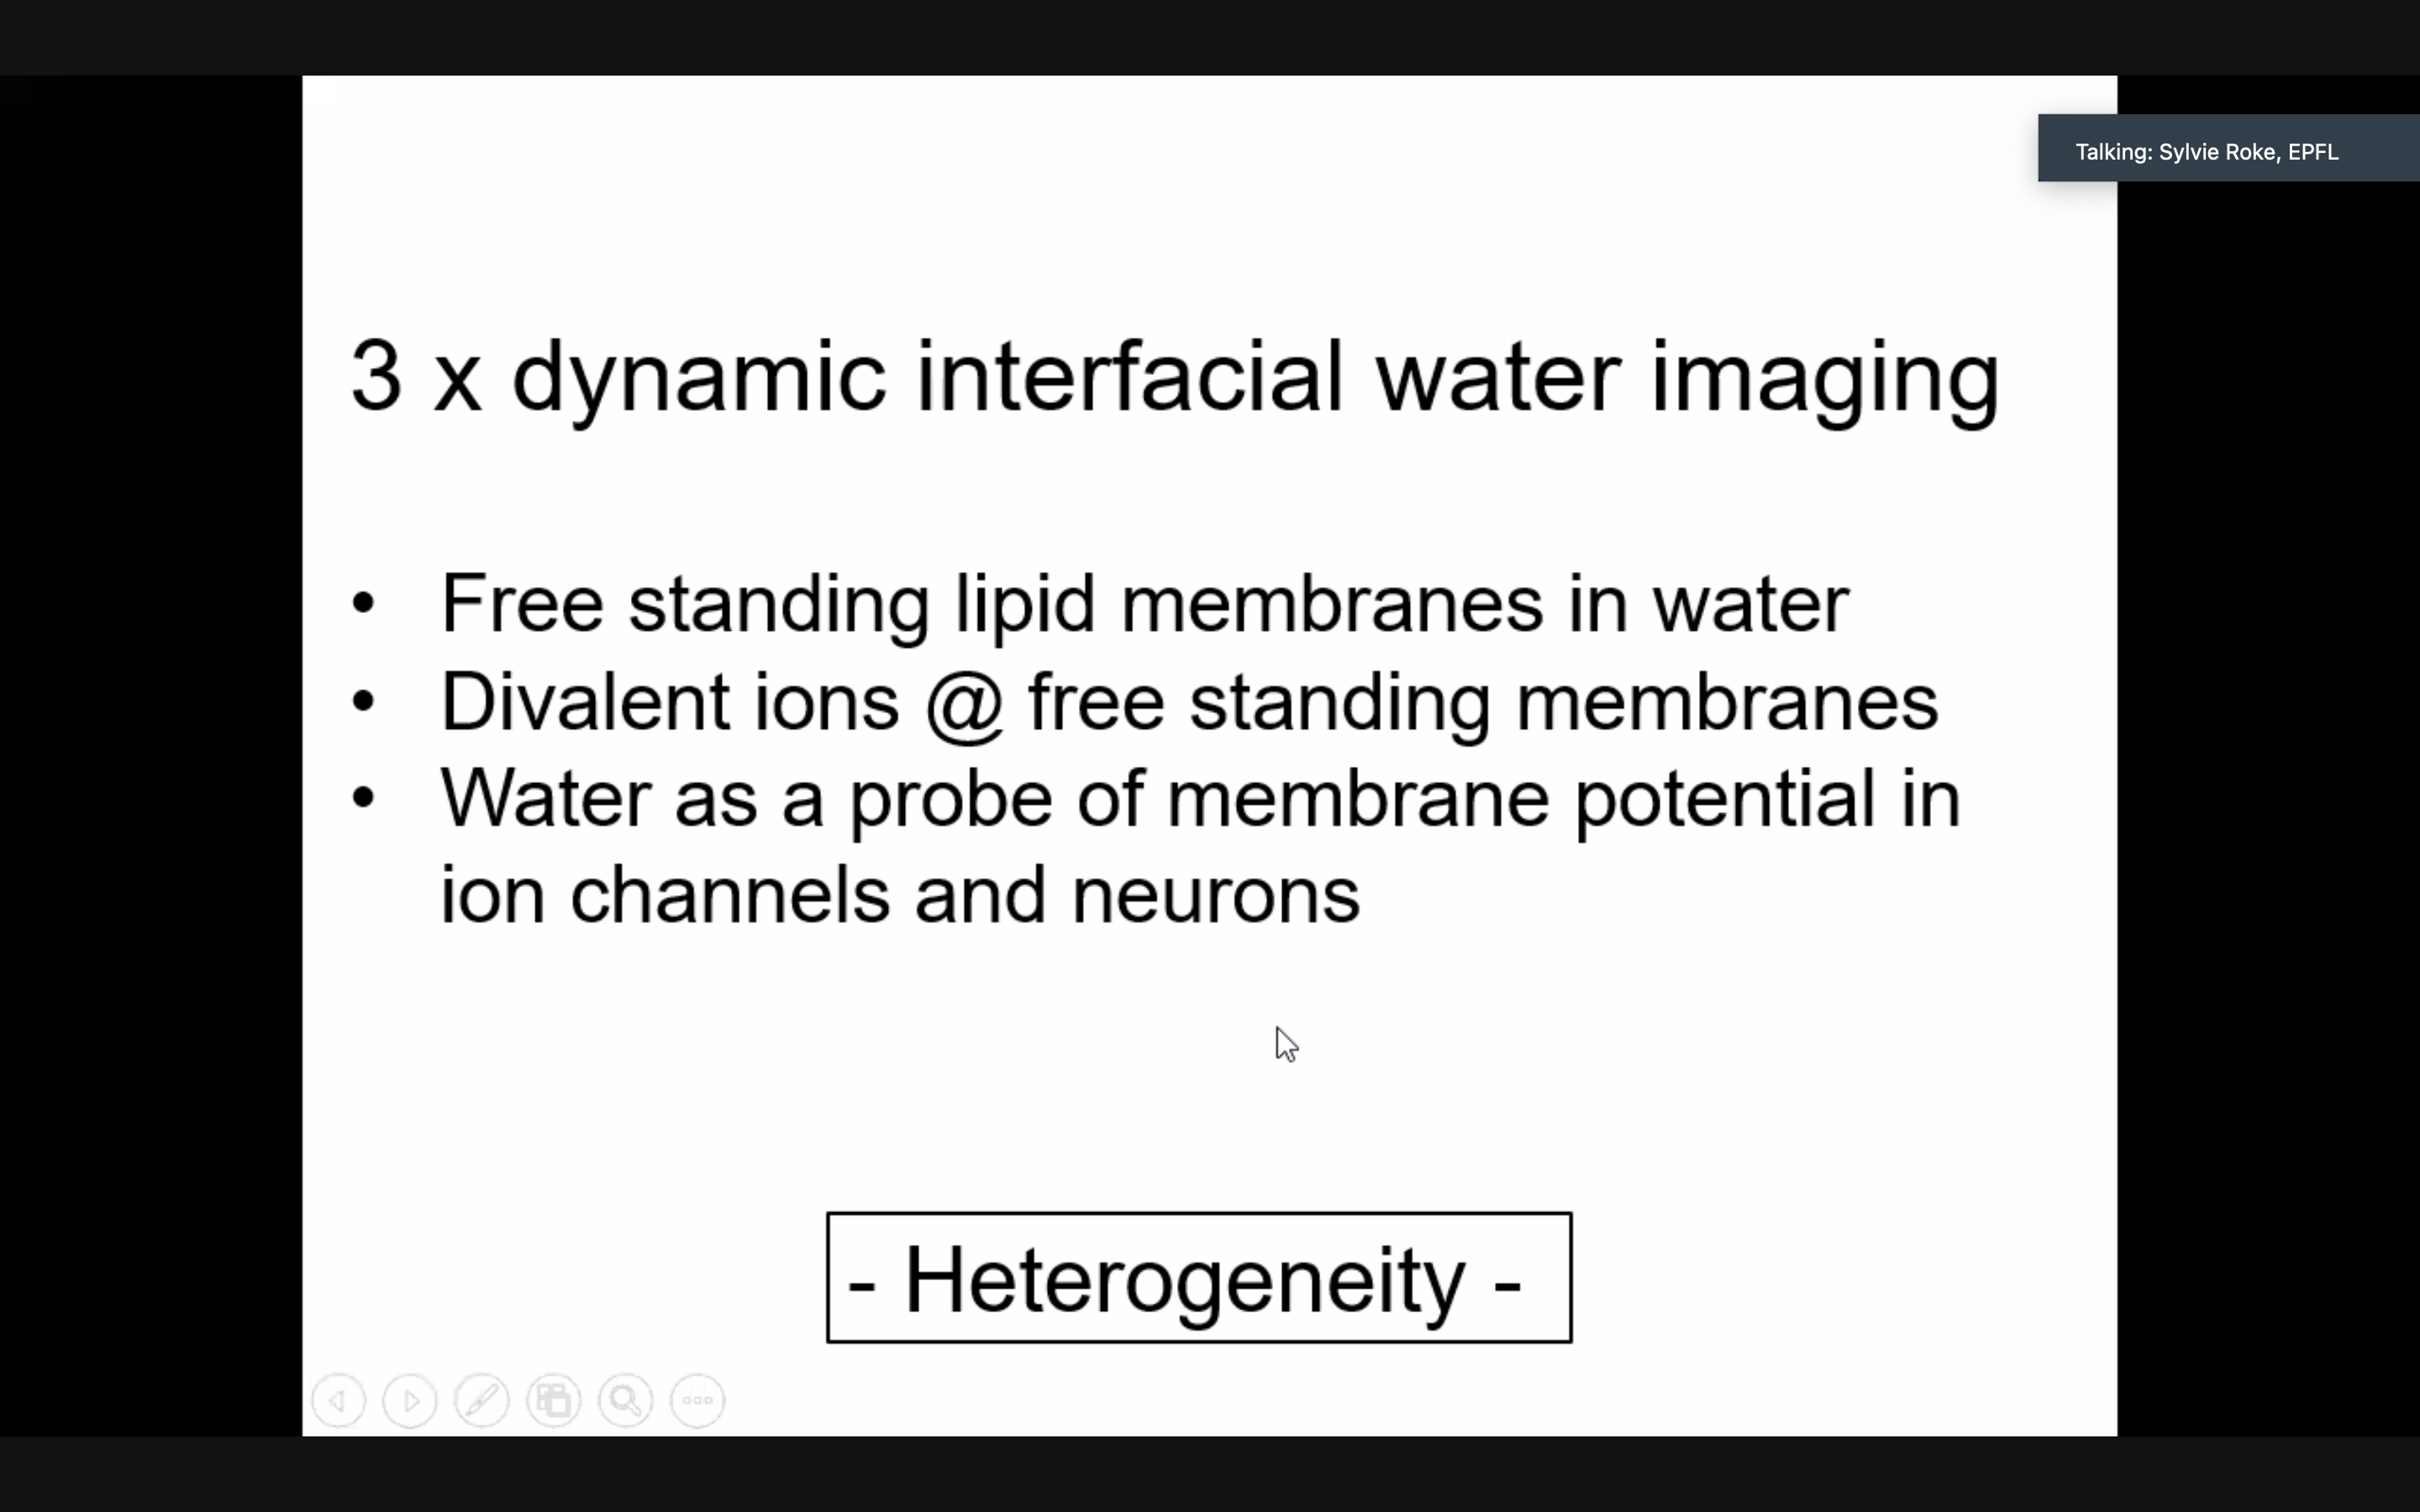 Talking: Sylvie Roke, EPFL
3 x dynamic interfacial water imaging
• Free standing lipid membranes in water
• Divalent ions @ free standing membranes
• Water as a probe of membrane potential in
ion channels and neurons
- Heterogeneity -